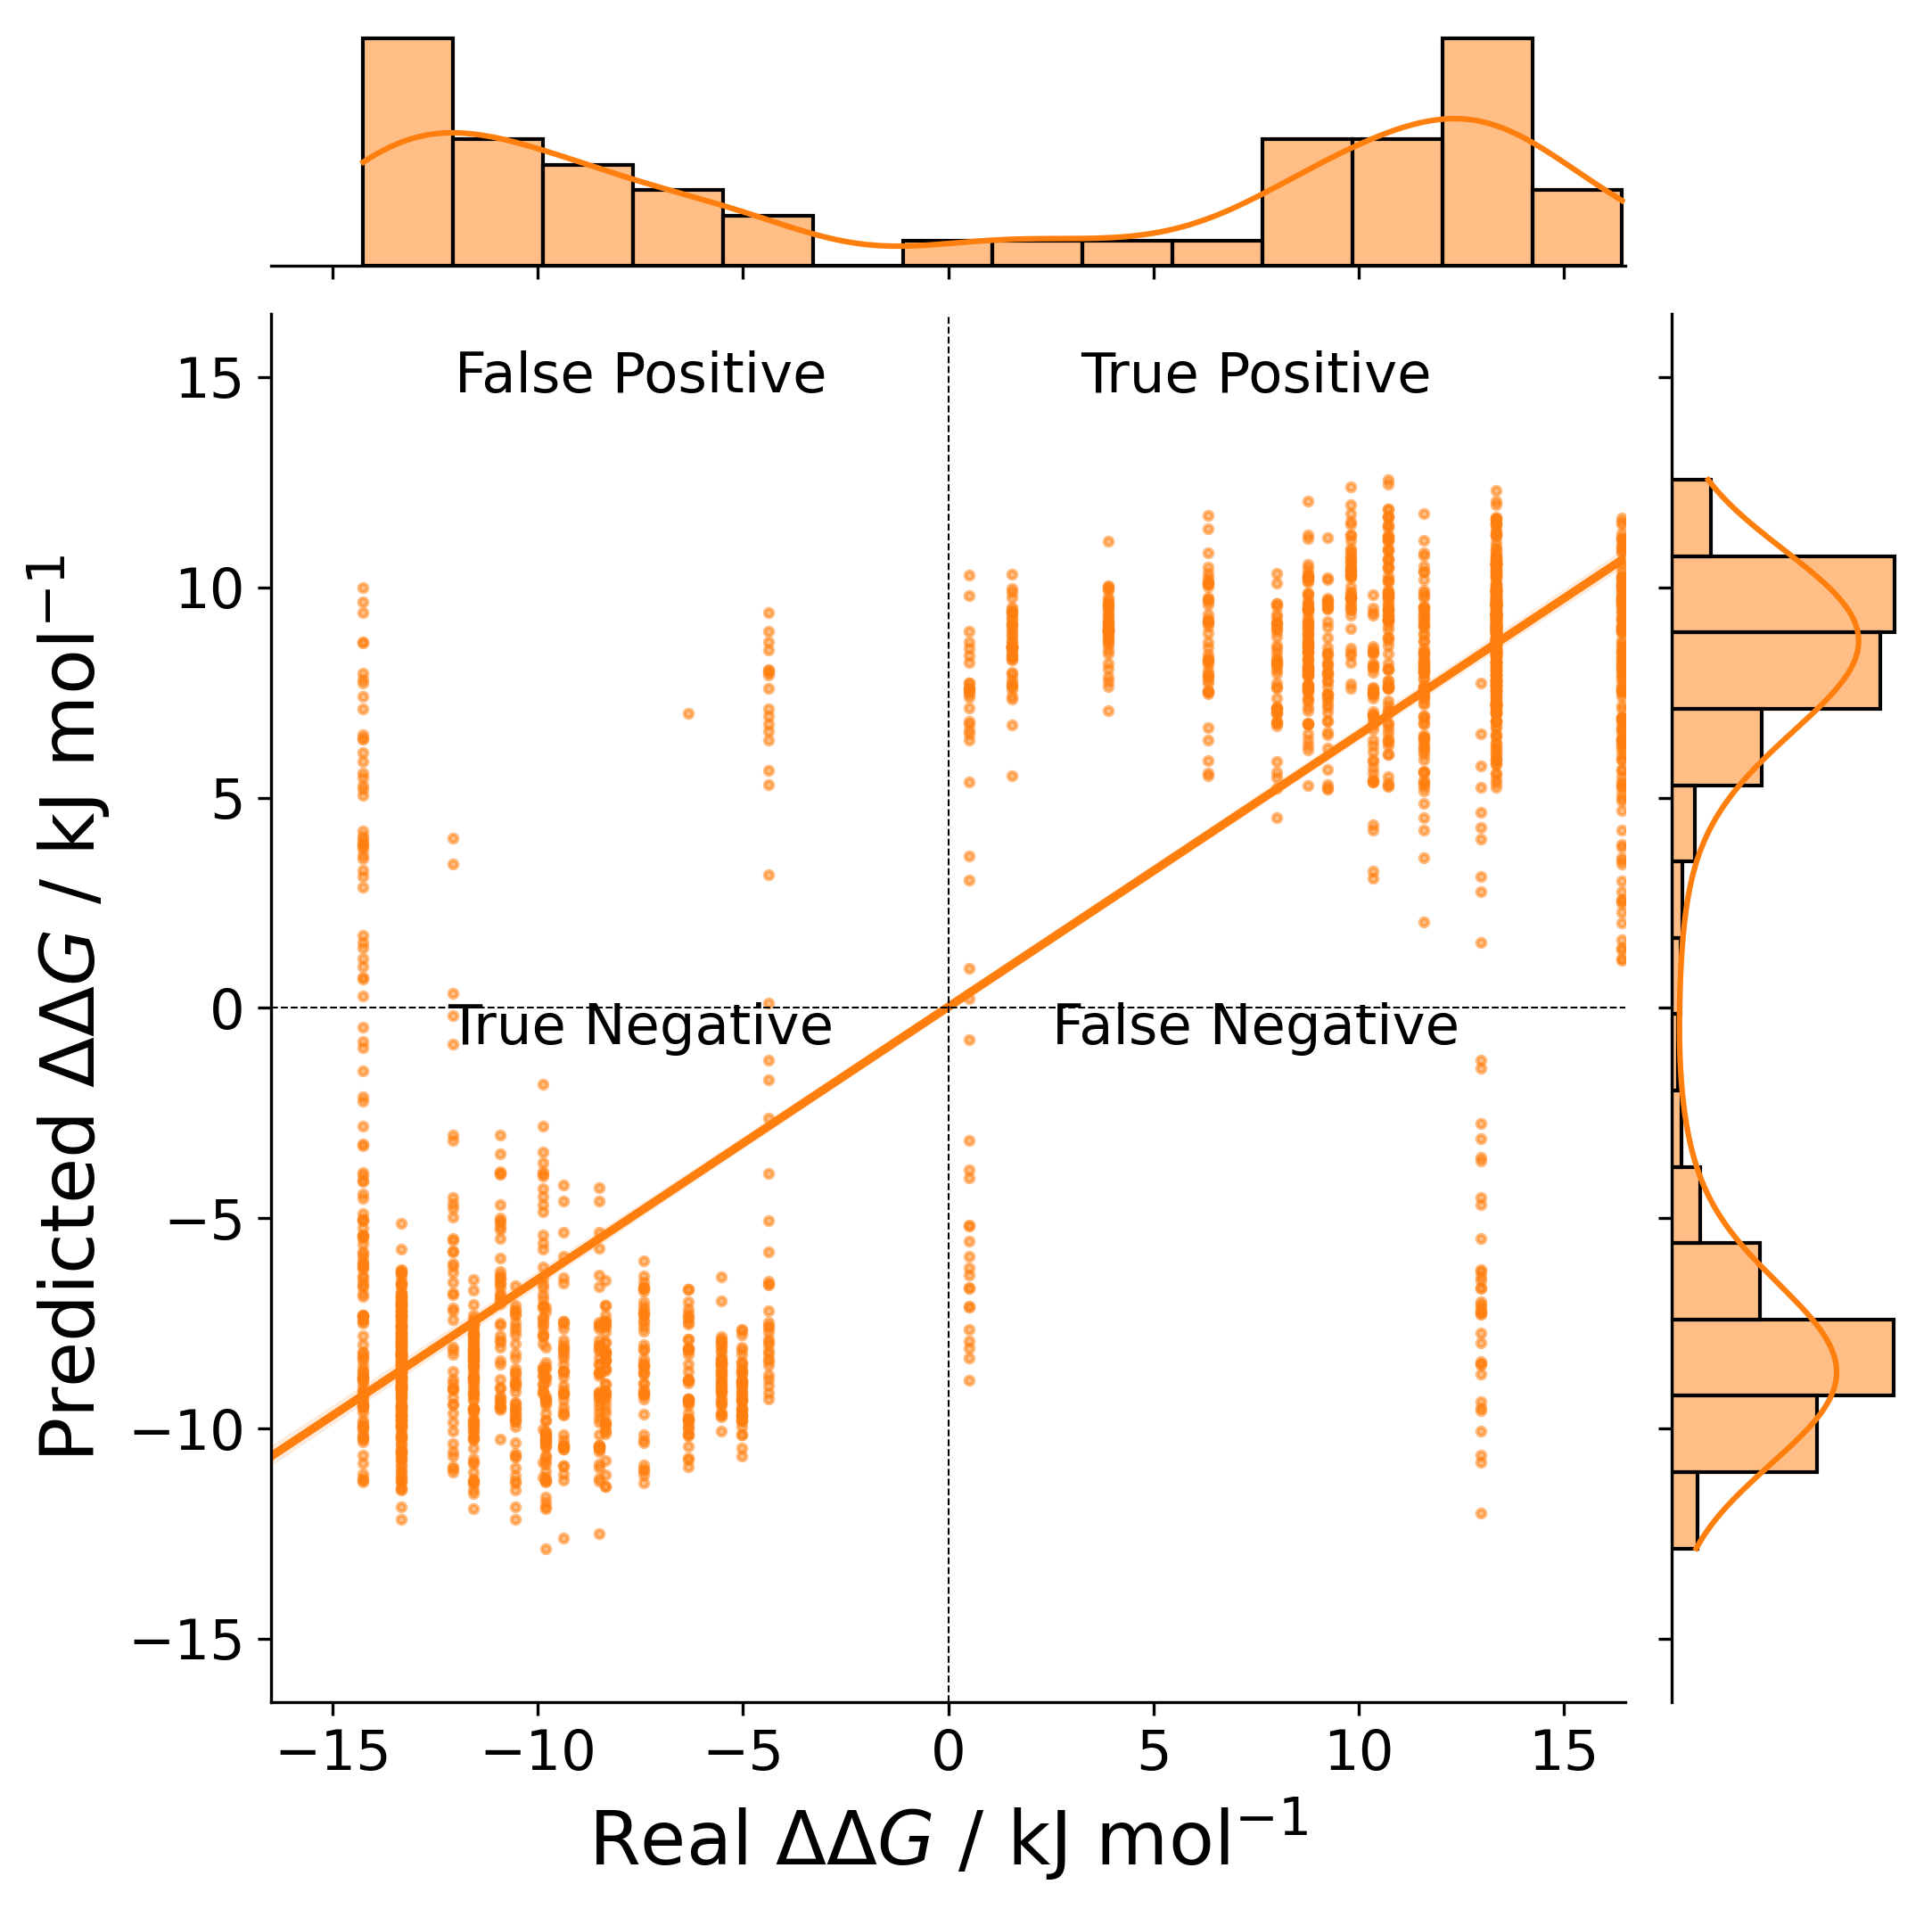 False Positive True Positive
15
10
5
0
−5
−10
−15
True Negative False Negative
Predicted ΔΔG / kJ mol⁻¹
−15 −10 −5 0 5 10 15
Real ΔΔG / kJ mol⁻¹